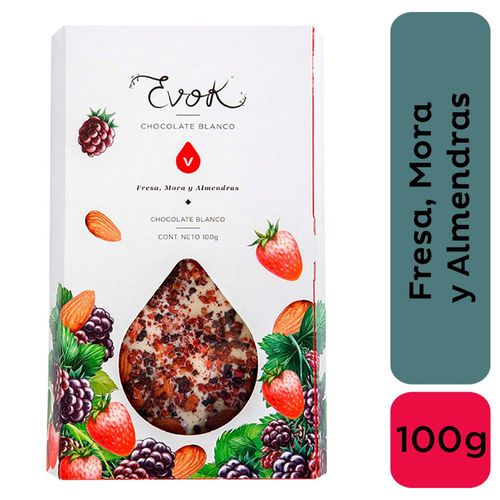 Evok
CHOCOLATE BLANCO
V
Fresa, Mora y Almendras
CHOCOLATE BLANCO
CONT. NETO 100g
Fresa, Mora
y Almendras
100g